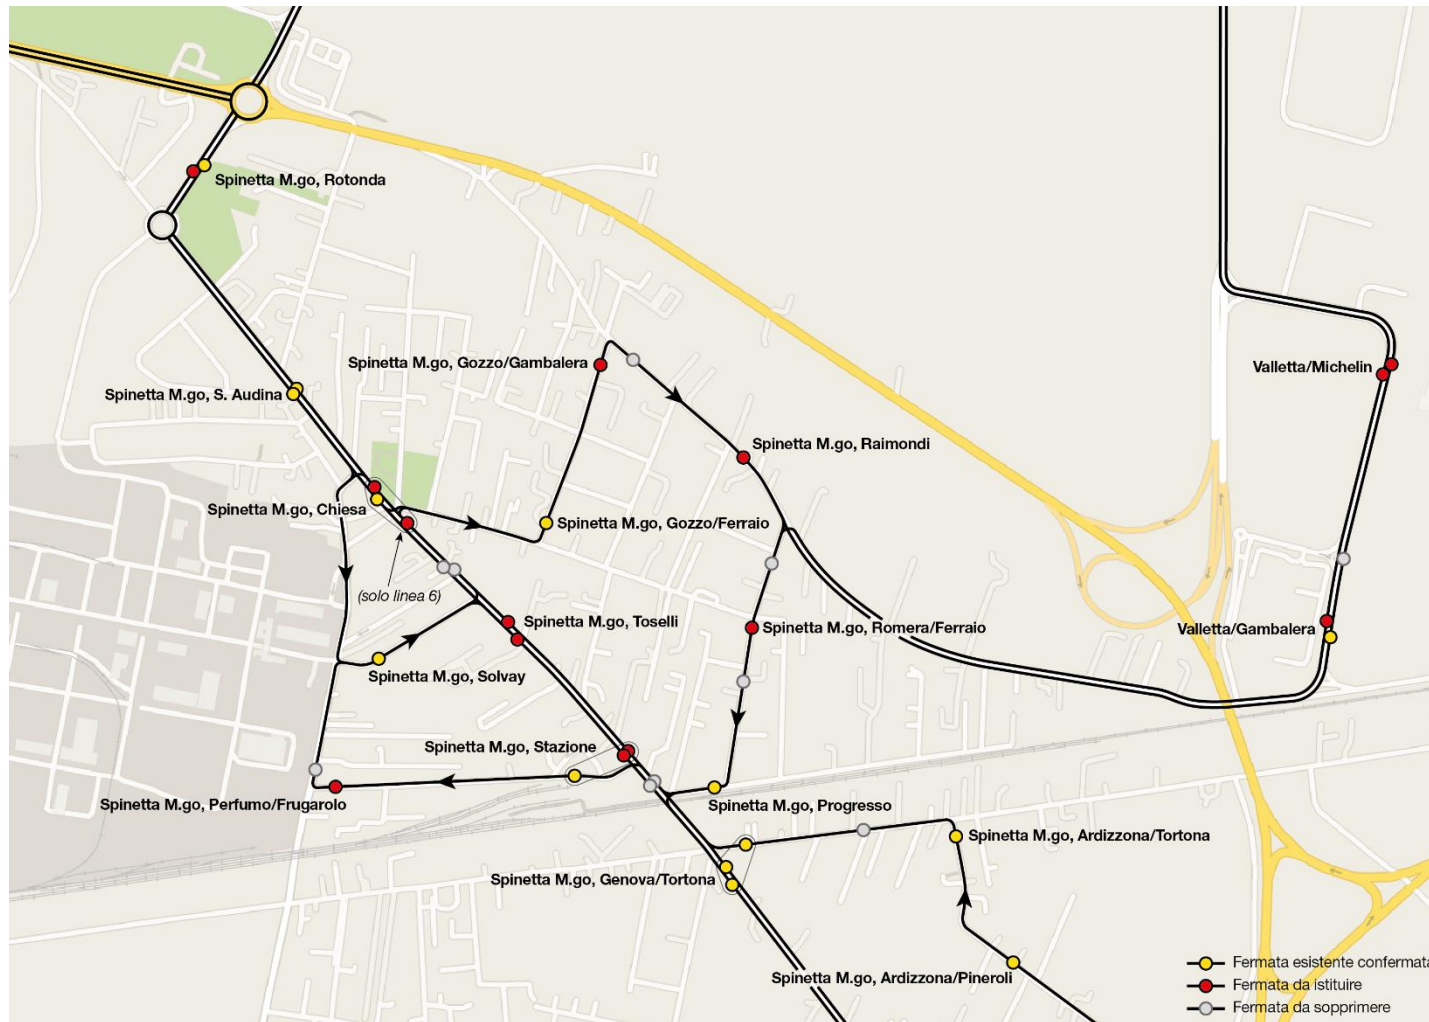 Spinetta M.go, Rotonda
Spinetta M.go, Gozzo/Gambalera
Valletta/Michelin
Spinetta M.go, S. Audina
Spinetta M.go, Raimondi
Spinetta M.go, Chiesa
Spinetta M.go, Gozzo/Ferraio
(solo linea 6)
Spinetta M.go, Toselli
Spinetta M.go, Romera/Ferraio
Valletta/Gambalera
Spinetta M.go, Solvay
Spinetta M.go, Stazione
Spinetta M.go, Perfumo/Frugarolo
Spinetta M.go, Progresso
Spinetta M.go, Ardizzona/Tortona
Spinetta M.go, Genova/Tortona
Spinetta M.go, Ardizzona/Pineroli
Fermata esistente confermata
Fermata da istituire
Fermata da sopprimere